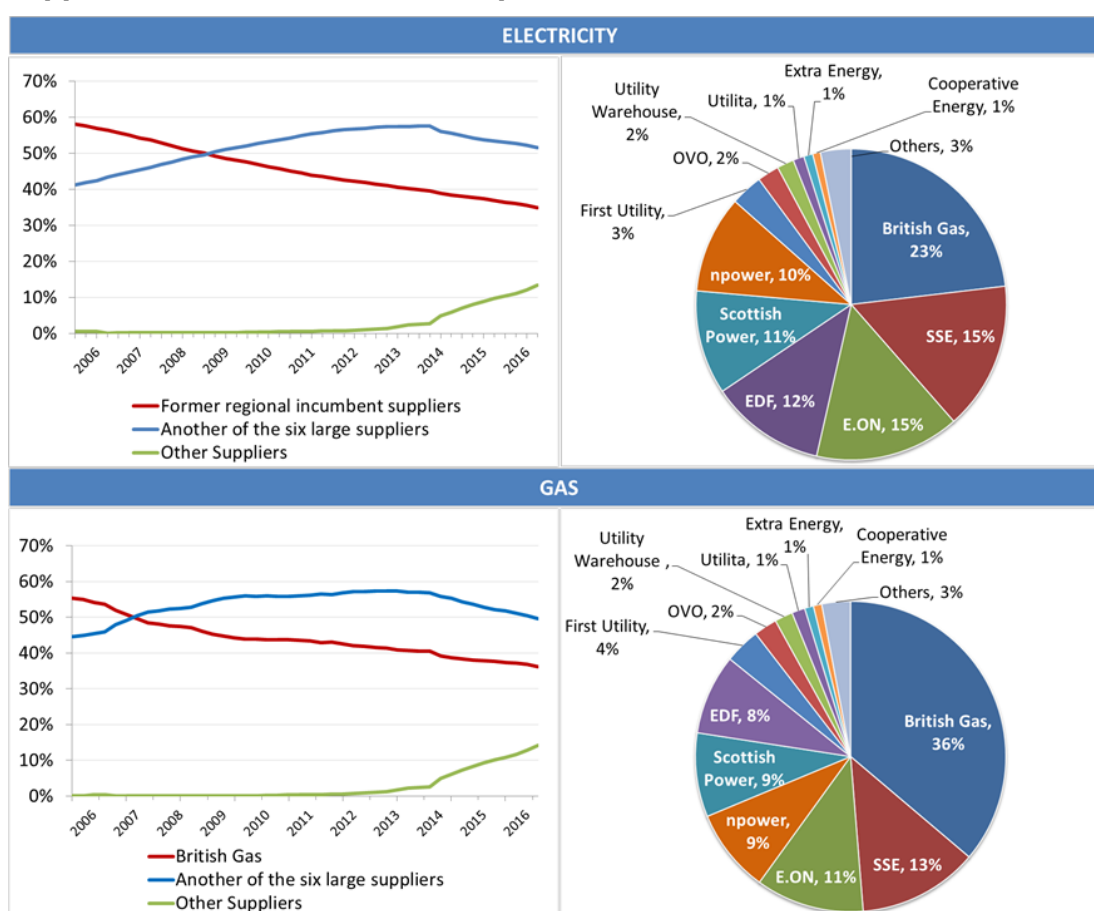 ELECTRICITY
70%
60%
50%
40%
30%
20%
10%
0%
2006
2007
2008
2009
2010
2011
2012
2013
2014
2015
2016
Former regional incumbent suppliers
Another of the six large suppliers
Other Suppliers
Extra Energy,
1%
Cooperative
Energy, 1%
Utility
Warehouse,
2%
Utilita, 1%
Others, 3%
OVO, 2%
First Utility,
3%
British Gas,
23%
npower, 10%
Scottish
Power, 11%
SSE, 15%
EDF, 12%
E.ON, 15%
GAS
70%
60%
50%
40%
30%
20%
10%
0%
2006
2007
2008
2009
2010
2011
2012
2013
2014
2015
2016
British Gas
Another of the six large suppliers
Other Suppliers
Extra Energy,
1%
Cooperative
Energy, 1%
Utility
Warehouse ,
2%
Utilita, 1%
Others, 3%
OVO, 2%
First Utility,
4%
EDF, 8%
British Gas,
36%
Scottish
Power, 9%
npower,
9%
E.ON, 11%
SSE, 13%